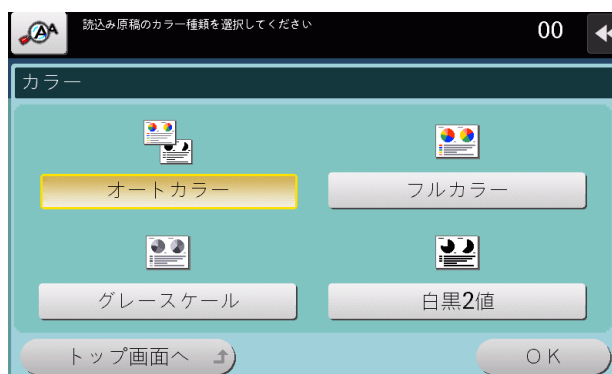 読込み原稿のカラー種類を選択してください
00
カラー
オートカラー
フルカラー
グレースケール
白黒2値
トップ画面へ
OK